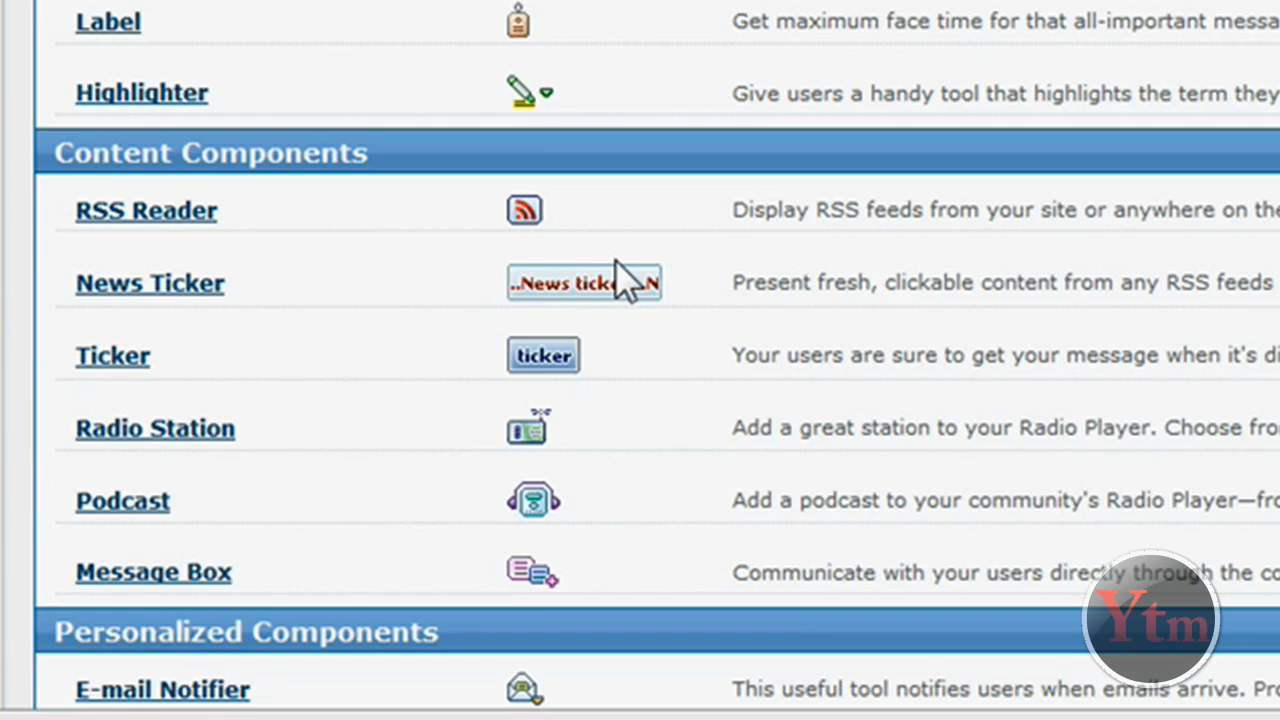 Label Get maximum face time for that all-important messa
Highlighter Give users a handy tool that highlights the term they
Content Components
RSS Reader Display RSS feeds from your site or anywhere on the
News Ticker ..News tick N Present fresh, clickable content from any RSS feeds
Ticker ticker Your users are sure to get your message when it's di
Radio Station Add a great station to your Radio Player. Choose fro
Podcast Add a podcast to your community's Radio Player—fro
Message Box Communicate with your users directly through the co
Ytm
Personalized Components
E-mail Notifier This useful tool notifies users when emails arrive. Pro